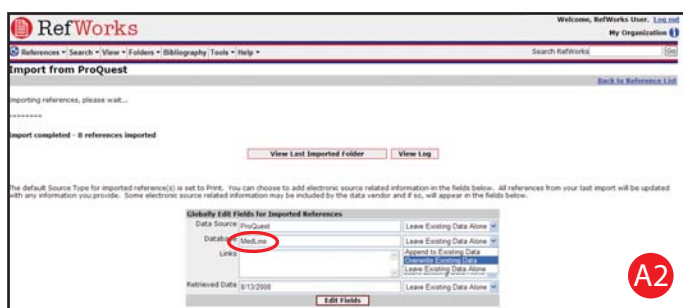 Welcome, RefWorks User. Log out
RefWorks
My Organization
References Search View Folders Bibliography Tools Help Search RefWorks Go
Import from ProQuest
Back to Reference List
Importing references, please wait...
========
Import completed - 8 references imported
View Last Imported Folder View Log
The default Source Type for imported reference(s) is set to Print. You can choose to add electronic source related information in the fields below. All references from your last import will be updated
with any information you provide. Some electronic source related information may be included by the data vendor and if so, will appear in the fields below.
Globally Edit Fields for Imported References
Data Source ProQuest Leave Existing Data Alone
Database MedLine Leave Existing Data Alone
Links Append to Existing Data
Overwrite Existing Data
Leave Existing Data Alone
Retrieved Date 8/13/2008 Leave Existing Data Alone
Edit Fields
A2